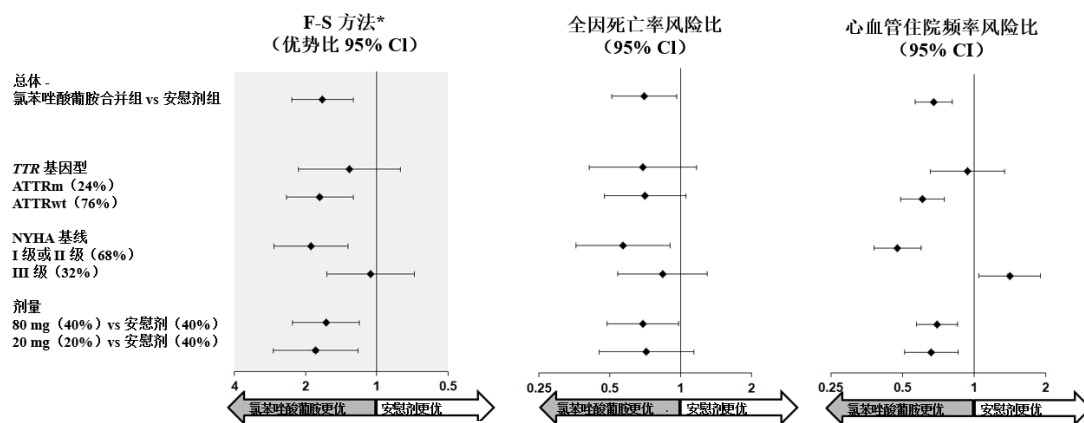 F-S 方法*
（优势比 95% Cl）
全因死亡率风险比
（95% Cl）
心血管住院频率风险比
（95% CI）
总体 -
氯苯唑酸葡胺合并组 vs 安慰剂组
TTR 基因型
ATTRm（24%）
ATTRwt（76%）
NYHA 基线
I 级或 II 级（68%）
III 级（32%）
剂量
80 mg（40%）vs 安慰剂（40%）
20 mg（20%）vs 安慰剂（40%）
4 2 1 0.5
0.25 0.5 1 2
0.25 0.5 1 2
氯苯唑酸葡胺更优 安慰剂更优
氯苯唑酸葡胺更优 安慰剂更优
氯苯唑酸葡胺更优 安慰剂更优